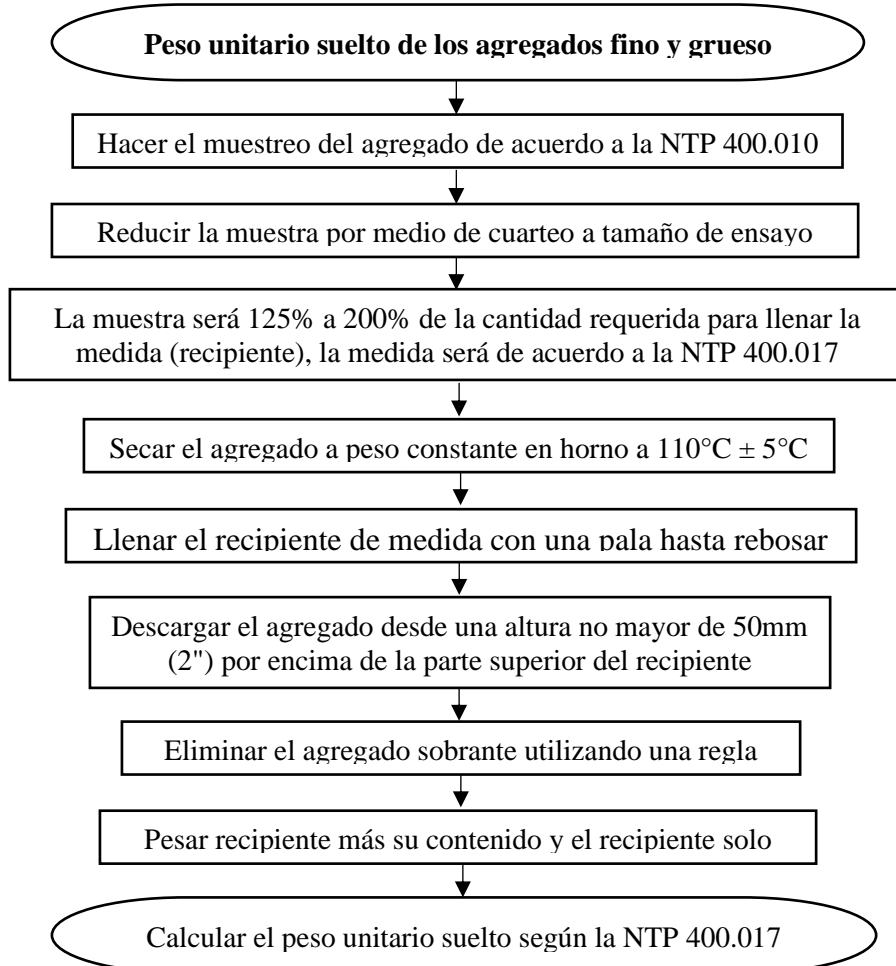 Peso unitario suelto de los agregados fino y grueso
Hacer el muestreo del agregado de acuerdo a la NTP 400.010
Reducir la muestra por medio de cuarteo a tamaño de ensayo
La muestra será 125% a 200% de la cantidad requerida para llenar la
medida (recipiente), la medida será de acuerdo a la NTP 400.017
Secar el agregado a peso constante en horno a 110°C ± 5°C
Llenar el recipiente de medida con una pala hasta rebosar
Descargar el agregado desde una altura no mayor de 50mm
(2") por encima de la parte superior del recipiente
Eliminar el agregado sobrante utilizando una regla
Pesar recipiente más su contenido y el recipiente solo
Calcular el peso unitario suelto según la NTP 400.017